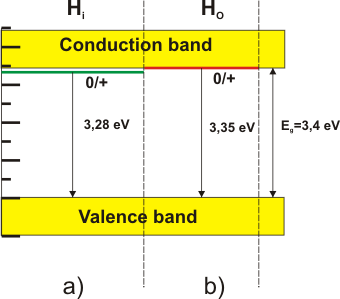 Hi
HO
Conduction band
0/+
0/+
3,28 eV
3,35 eV
Eg=3,4 eV
Valence band
a)
b)